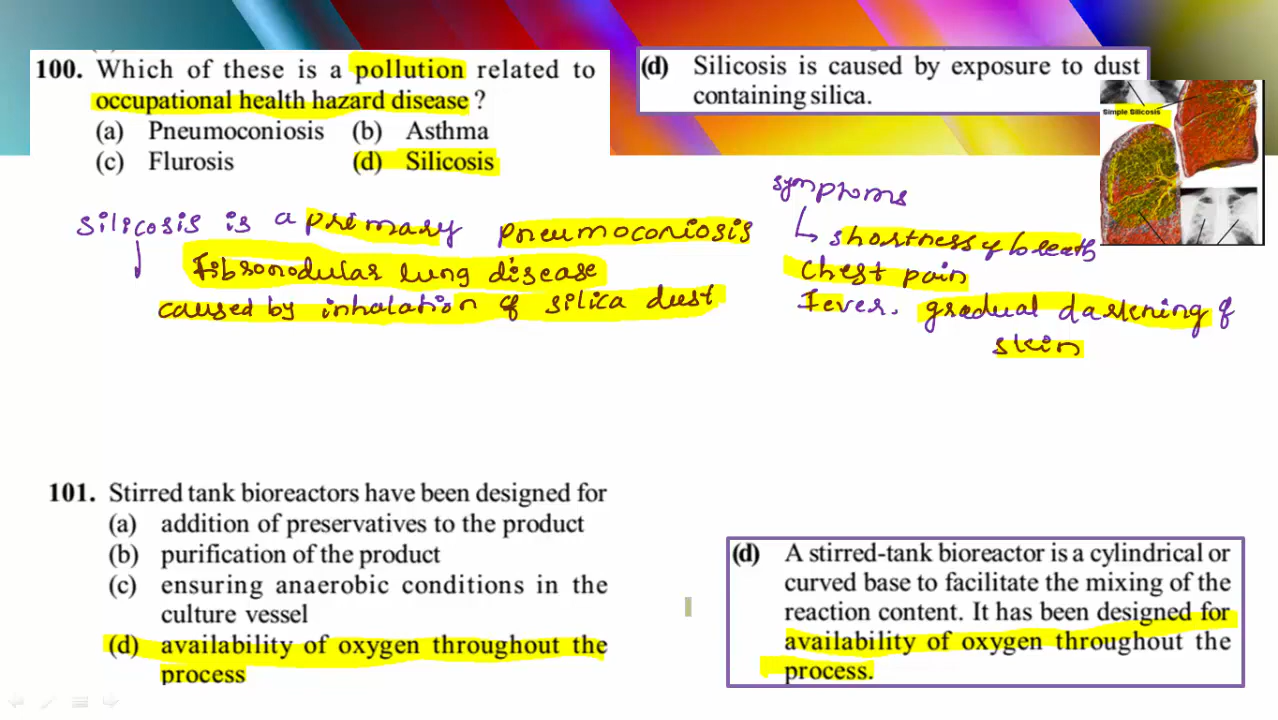 100. Which of these is a pollution related to
occupational health hazard disease ?
(a) Pneumoconiosis (b) Asthma
(c) Flurosis (d) Silicosis
(d) Silicosis is caused by exposure to dust
containing silica.
Simple Silicosis
silicosis is a primary pneumoconiosis
Fibronodular lung disease
caused by inhalation of silica dust
symptoms
shortness of breath
chest pain
Fever. gradual darkening of
skin
101. Stirred tank bioreactors have been designed for
(a) addition of preservatives to the product
(b) purification of the product
(c) ensuring anaerobic conditions in the
culture vessel
(d) availability of oxygen throughout the
process
(d) A stirred-tank bioreactor is a cylindrical or
curved base to facilitate the mixing of the
reaction content. It has been designed for
availability of oxygen throughout the
process.